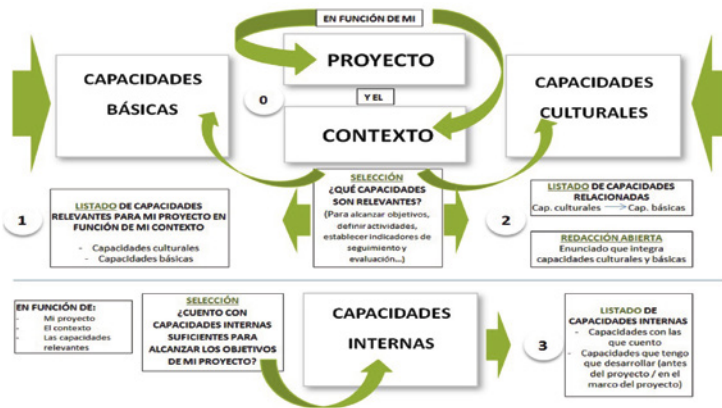 EN FUNCIÓN DE MI
PROYECTO
Y EL
CONTEXTO
0
CAPACIDADES
BÁSICAS
CAPACIDADES
CULTURALES
SELECCIÓN
¿QUÉ CAPACIDADES
SON RELEVANTES?
(Para alcanzar objetivos,
definir actividades,
establecer indicadores de
seguimiento y
evaluación...)
1
LISTADO DE CAPACIDADES
RELEVANTES PARA MI PROYECTO EN
FUNCIÓN DE MI CONTEXTO
- Capacidades culturales
- Capacidades básicas
2
LISTADO DE CAPACIDADES
RELACIONADAS
Cap. culturales → Cap. básicas
REDACCIÓN ABIERTA
Enunciado que integra
capacidades culturales y básicas
EN FUNCIÓN DE:
- Mi proyecto
- El contexto
- Las capacidades
relevantes
SELECCIÓN
¿CUENTO CON
CAPACIDADES INTERNAS
SUFICIENTES PARA
ALCANZAR LOS OBJETIVOS
DE MI PROYECTO?
CAPACIDADES
INTERNAS
3
LISTADO DE
CAPACIDADES INTERNAS
- Capacidades con las
que cuento
- Capacidades que tengo
que desarrollar (antes
del proyecto / en el
marco del proyecto)